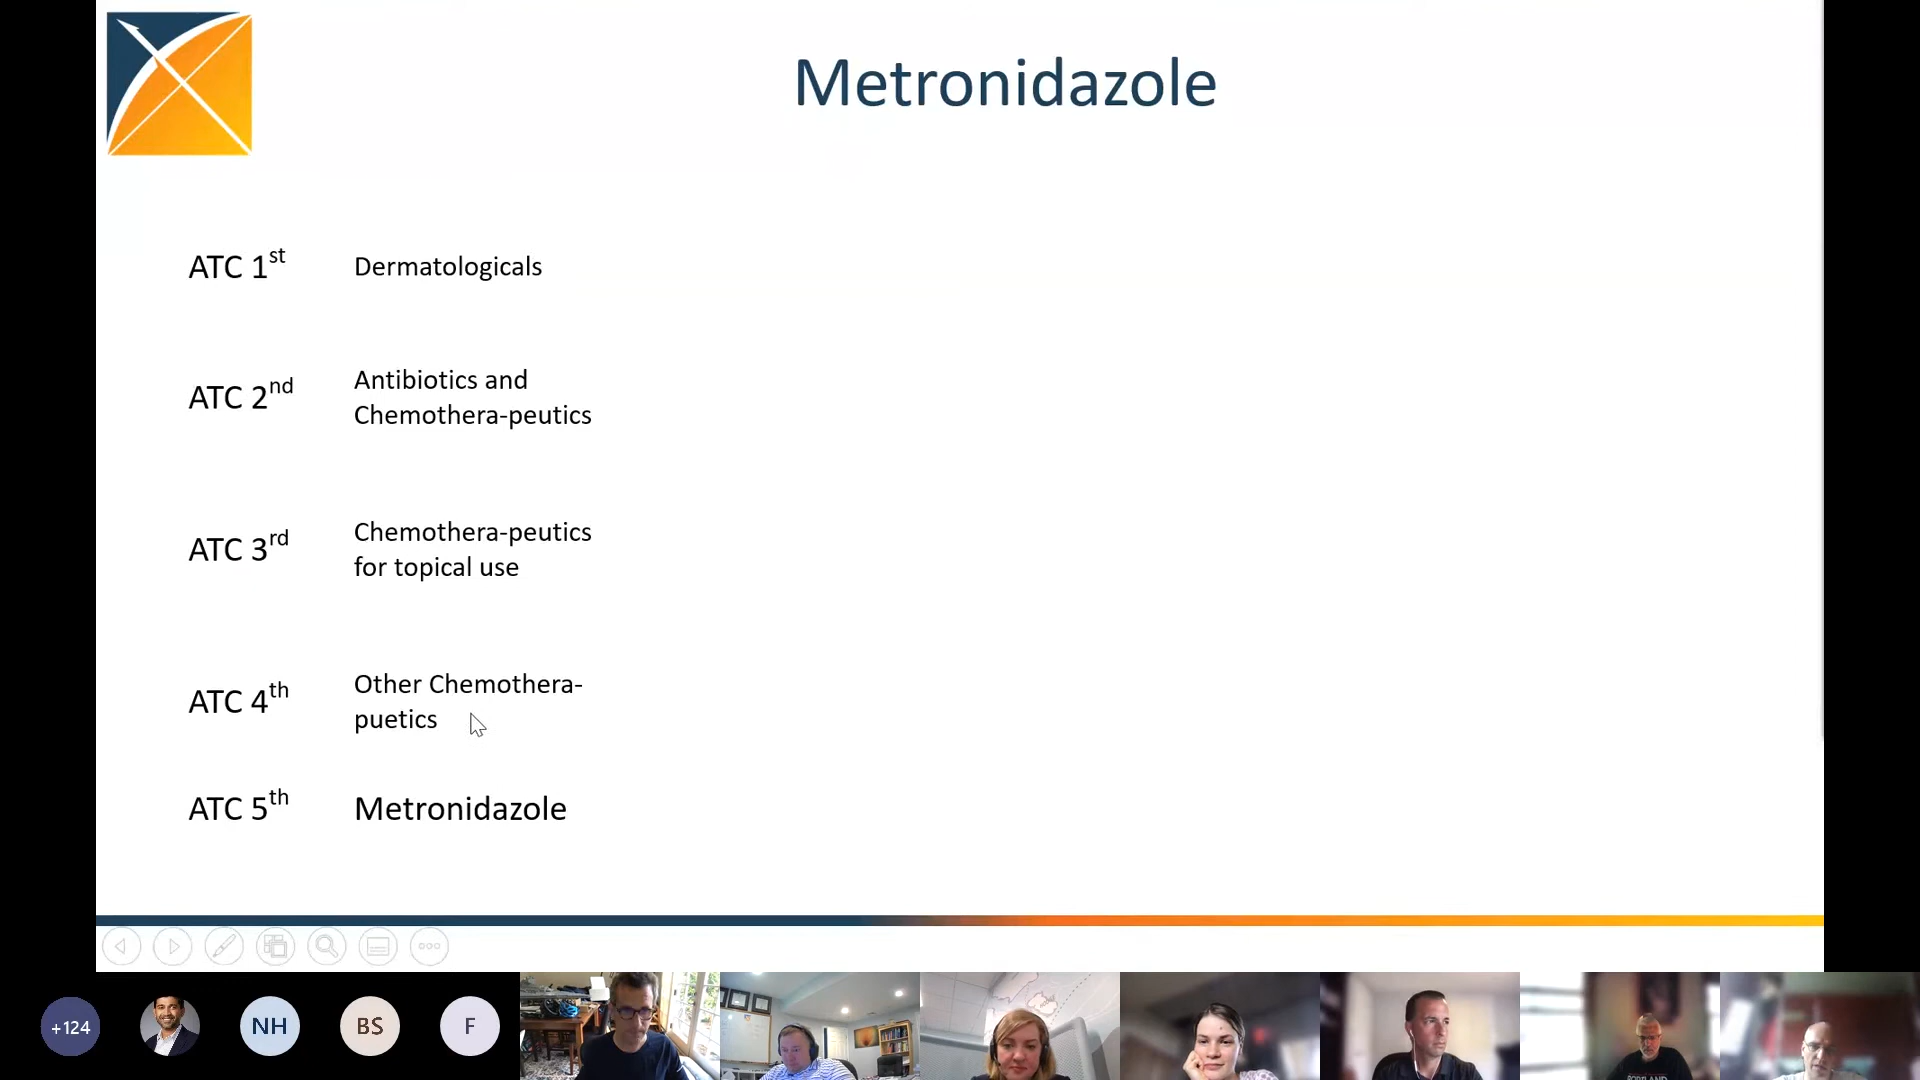 Metronidazole
ATC 1st Dermatologicals
ATC 2nd Antibiotics and
Chemothera-peutics
ATC 3rd Chemothera-peutics
for topical use
ATC 4th Other Chemothera-
puetics
ATC 5th Metronidazole
+124 NH BS F
PORTLAND